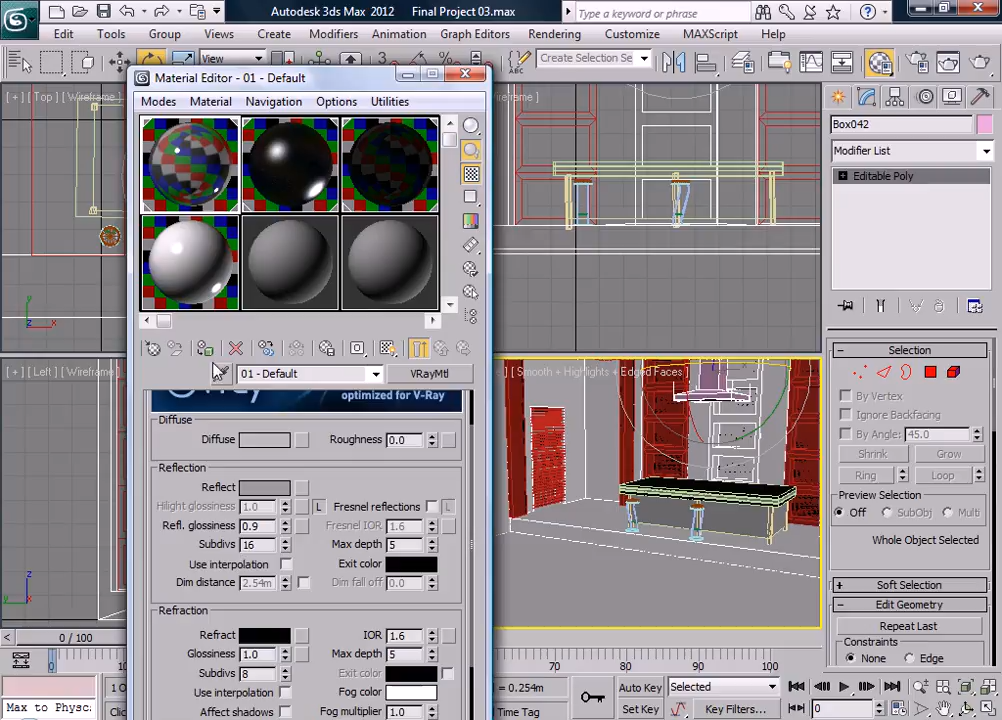 Autodesk 3ds Max 2012 Final Project 03.max
Type a keyword or phrase
File Edit Tools Group Views Create Modifiers Animation Graph Editors Rendering Customize MAXScript Help
View
Create Selection Se
Material Editor - 01 - Default
Modes Material Navigation Options Utilities
[ + ] [ Top ] [ Wireframe ]
eframe ]
Box042
Modifier List
Editable Poly
01 - Default
VRayMtl
[ + ] [ Left ] [ Wirefra
] [ Smooth + Highlights + Edged Faces ]
optimized for V-Ray
Diffuse
Diffuse Roughness 0.0
Reflection
Reflect
Hilight glossiness 1.0 L Fresnel reflections L
Refl. glossiness 0.9 Fresnel IOR 1.6
Subdivs 16 Max depth 5
Use interpolation Exit color
Dim distance 2.54m Dim fall off 0.0
Refraction
Refract IOR 1.6
Glossiness 1.0 Max depth 5
Subdivs 8 Exit color
Use interpolation Fog color
Affect shadows Fog multiplier 1.0
Selection
By Vertex
Ignore Backfacing
By Angle: 45.0
Shrink Grow
Ring Loop
Preview Selection
Off SubObj Multi
Whole Object Selected
Soft Selection
Edit Geometry
Repeat Last
Constraints
None Edge
0 / 100
0 10
70 80 90 100
1 O
= 0.254m
Auto Key Selected
Max to Physc
Clic
Time Tag
Set Key Key Filters...
0